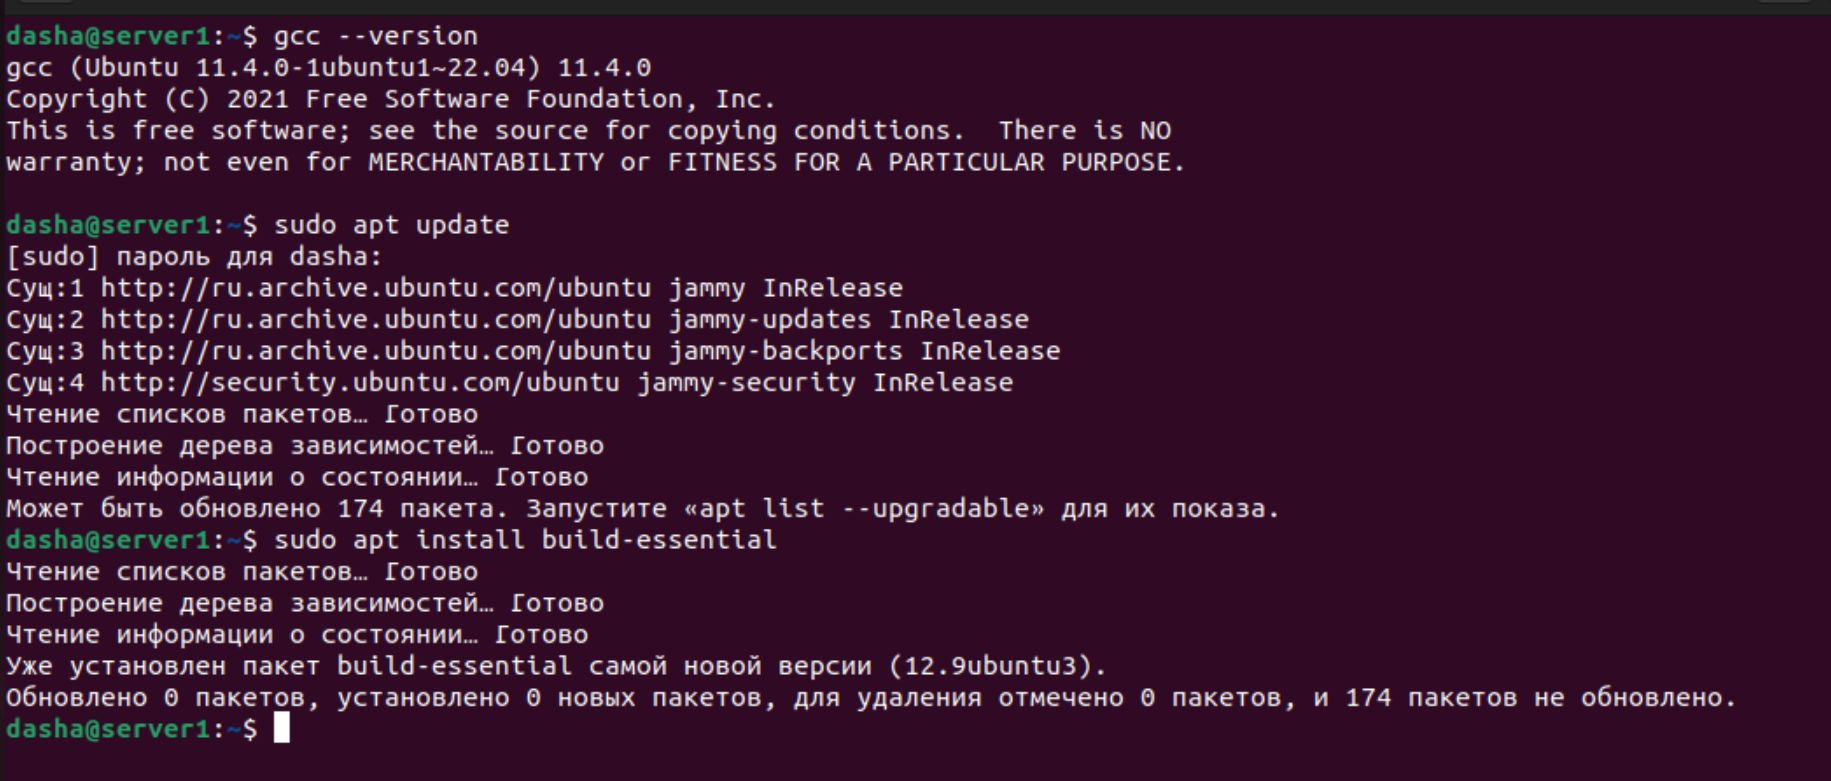 dasha@server1:~$ gcc --version
gcc (Ubuntu 11.4.0-1ubuntu1~22.04) 11.4.0
Copyright (C) 2021 Free Software Foundation, Inc.
This is free software; see the source for copying conditions.  There is NO
warranty; not even for MERCHANTABILITY or FITNESS FOR A PARTICULAR PURPOSE.
dasha@server1:~$ sudo apt update
[sudo] пароль для dasha:
Сущ:1 http://ru.archive.ubuntu.com/ubuntu jammy InRelease
Сущ:2 http://ru.archive.ubuntu.com/ubuntu jammy-updates InRelease
Сущ:3 http://ru.archive.ubuntu.com/ubuntu jammy-backports InRelease
Сущ:4 http://security.ubuntu.com/ubuntu jammy-security InRelease
Чтение списков пакетов… Готово
Построение дерева зависимостей… Готово
Чтение информации о состоянии… Готово
Может быть обновлено 174 пакета. Запустите «apt list --upgradable» для их показа.
dasha@server1:~$ sudo apt install build-essential
Чтение списков пакетов… Готово
Построение дерева зависимостей… Готово
Чтение информации о состоянии… Готово
Уже установлен пакет build-essential самой новой версии (12.9ubuntu3).
Обновлено 0 пакетов, установлено 0 новых пакетов, для удаления отмечено 0 пакетов, и 174 пакетов не обновлено.
dasha@server1:~$